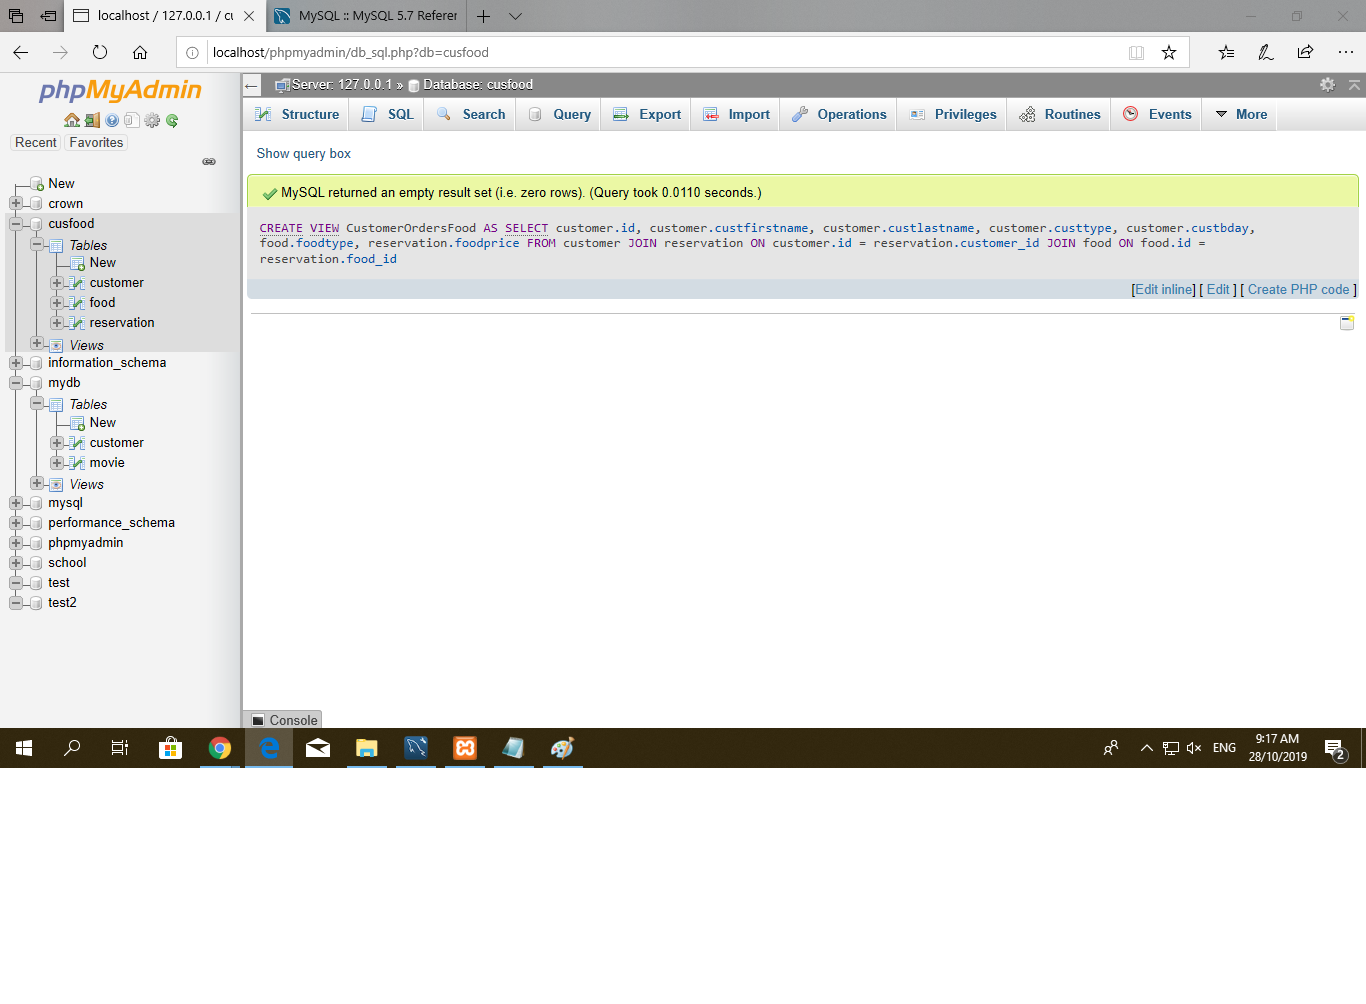 localhost / 127.0.0.1 / cu
MySQL :: MySQL 5.7 Referer
localhost/phpmyadmin/db_sql.php?db=cusfood
phpMyAdmin
Recent Favorites
New
crown
cusfood
Tables
New
customer
food
reservation
Views
information_schema
mydb
Tables
New
customer
movie
Views
mysql
performance_schema
phpmyadmin
school
test
test2
Server: 127.0.0.1 » Database: cusfood
Structure SQL Search Query Export Import Operations Privileges Routines Events More
Show query box
MySQL returned an empty result set (i.e. zero rows). (Query took 0.0110 seconds.)
CREATE VIEW CustomerOrdersFood AS SELECT customer.id, customer.custfirstname, customer.custlastname, customer.custtype, customer.custbday,
food.foodtype, reservation.foodprice FROM customer JOIN reservation ON customer.id = reservation.customer_id JOIN food ON food.id =
reservation.food_id
[Edit inline] [ Edit ] [ Create PHP code ]
Console
ENG
9:17 AM
28/10/2019
2